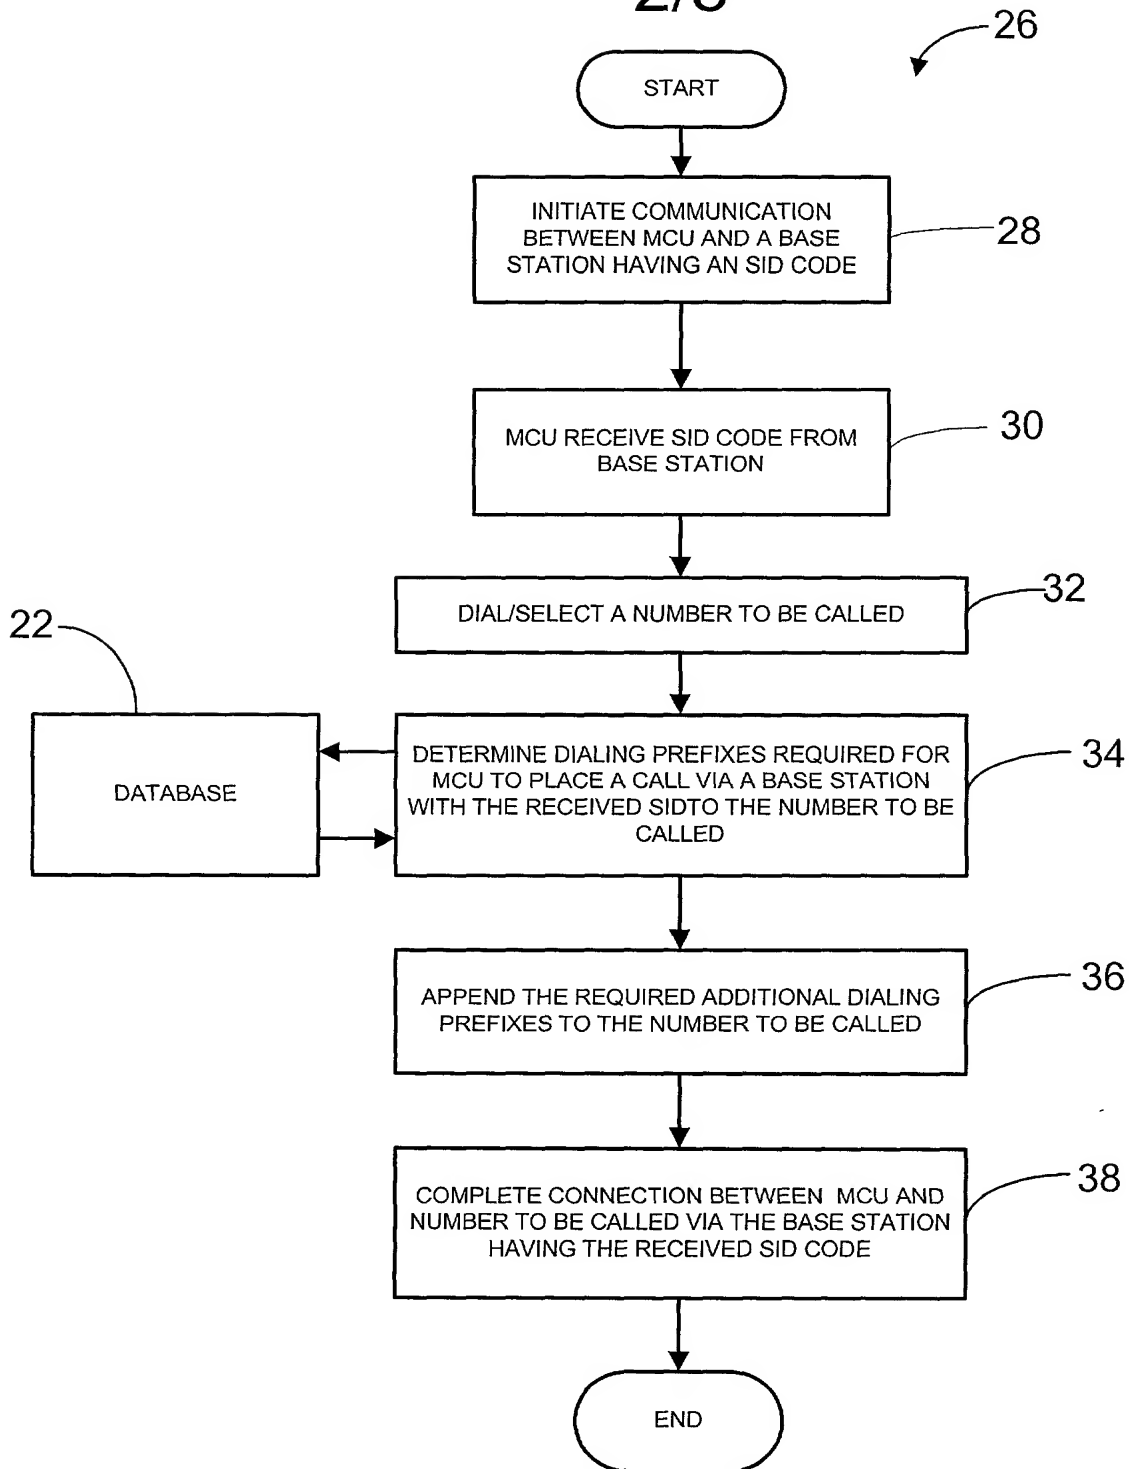 26
START
INITIATE COMMUNICATION
BETWEEN MCU AND A BASE
STATION HAVING AN SID CODE
28
MCU RECEIVE SID CODE FROM
BASE STATION
30
DIAL/SELECT A NUMBER TO BE CALLED
32
22
DATABASE
DETERMINE DIALING PREFIXES REQUIRED FOR
MCU TO PLACE A CALL VIA A BASE STATION
WITH THE RECEIVED SIDTO THE NUMBER TO BE
CALLED
34
APPEND THE REQUIRED ADDITIONAL DIALING
PREFIXES TO THE NUMBER TO BE CALLED
36
COMPLETE CONNECTION BETWEEN MCU AND
NUMBER TO BE CALLED VIA THE BASE STATION
HAVING THE RECEIVED SID CODE
38
END